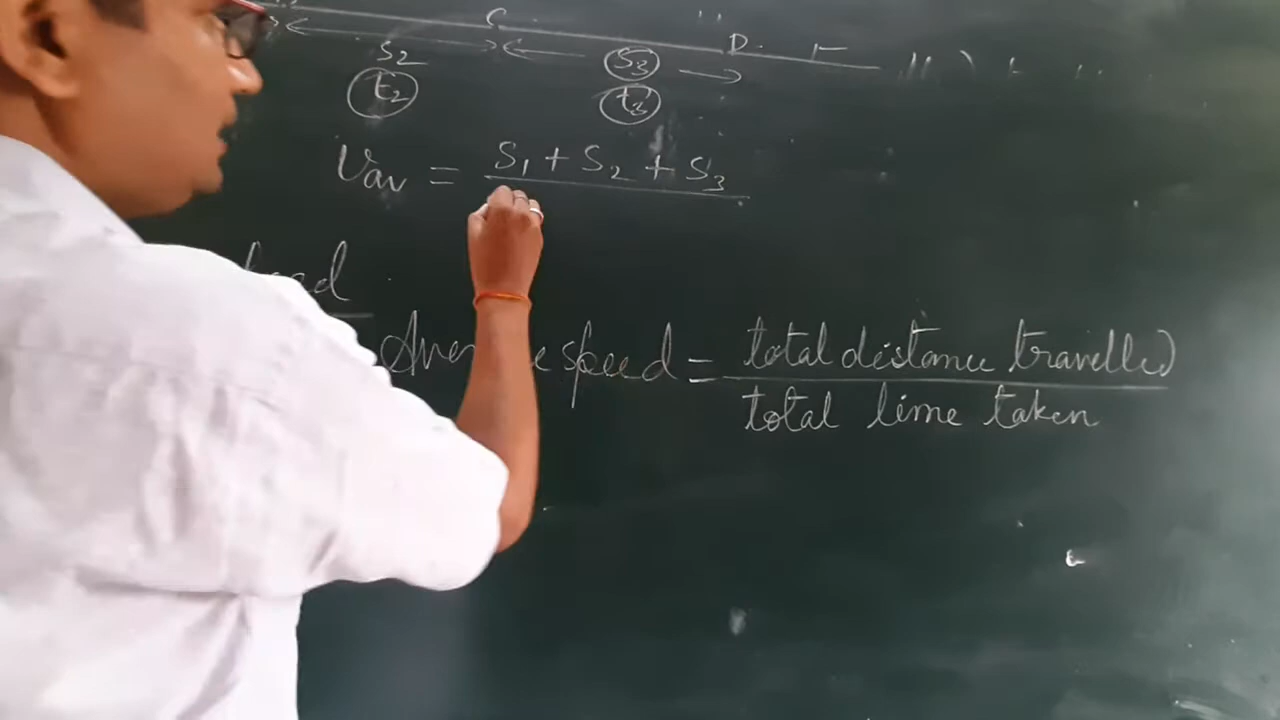 C D
S2 S3
t2 t3
Vav = S1 + S2 + S3
speed = total distance travelled
total time taken